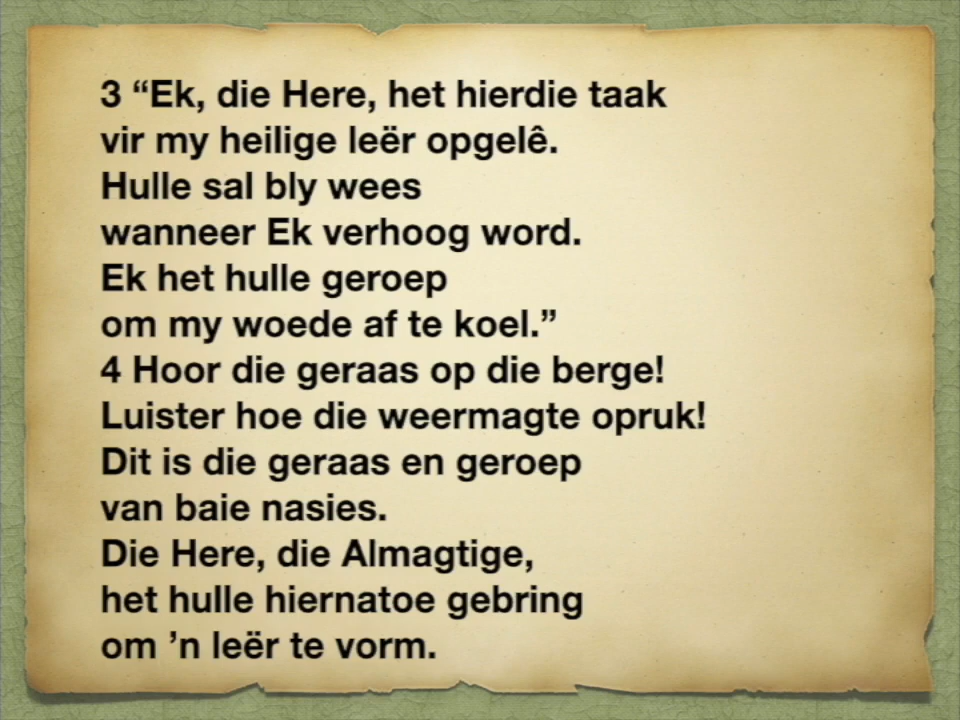 3 “Ek, die Here, het hierdie taak
vir my heilige leër opgelê.
Hulle sal bly wees
wanneer Ek verhoog word.
Ek het hulle geroep
om my woede af te koel.”
4 Hoor die geraas op die berge!
Luister hoe die weermagte opruk!
Dit is die geraas en geroep
van baie nasies.
Die Here, die Almagtige,
het hulle hiernatoe gebring
om ’n leër te vorm.